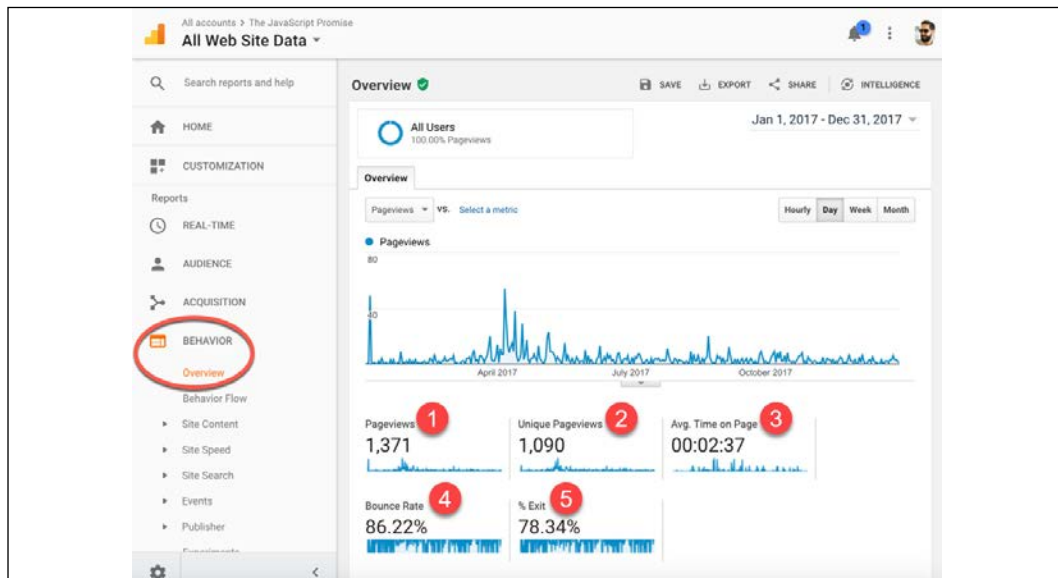 All accounts > The JavaScript Promise
All Web Site Data
1
Search reports and help
HOME
CUSTOMIZATION
Reports
REAL-TIME
AUDIENCE
ACQUISITION
BEHAVIOR
Overview
Behavior Flow
Site Content
Site Speed
Site Search
Events
Publisher
Experiments
Overview
SAVE EXPORT SHARE INTELLIGENCE
All Users
100.00% Pageviews
Jan 1, 2017 - Dec 31, 2017
Overview
Pageviews VS. Select a metric
Hourly Day Week Month
Pageviews
80
40
April 2017 July 2017 October 2017
Pageviews 1 Unique Pageviews 2 Avg. Time on Page 3
1,371 1,090 00:02:37
Bounce Rate 4 % Exit 5
86.22% 78.34%